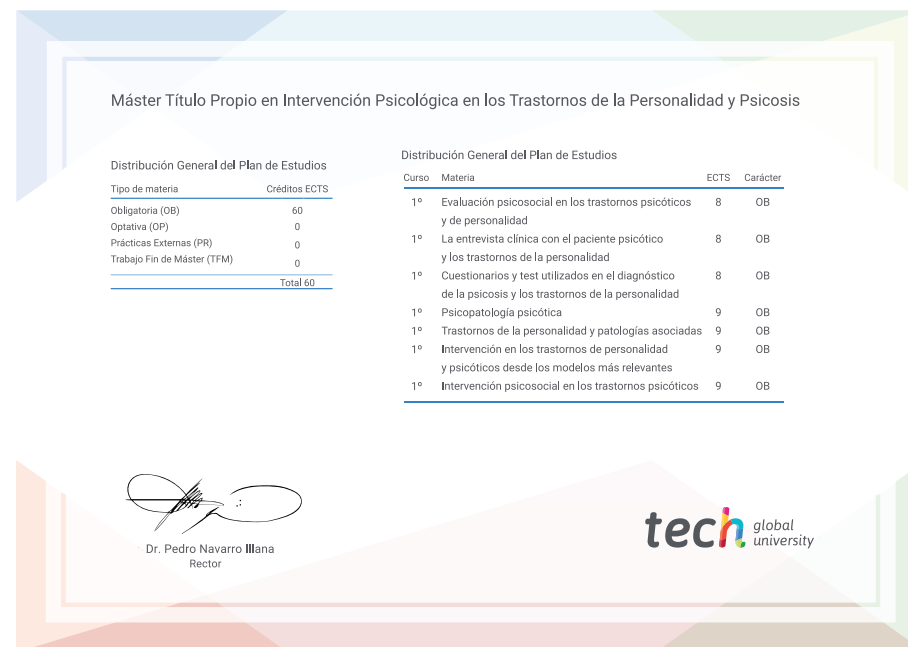 Máster Título Propio en Intervención Psicológica en los Trastornos de la Personalidad y Psicosis
Distribución General del Plan de Estudios
Tipo de materia Créditos ECTS
Obligatoria (OB) 60
Optativa (OP) 0
Prácticas Externas (PR) 0
Trabajo Fin de Máster (TFM) 0
Total 60
Distribución General del Plan de Estudios
Curso Materia ECTS Carácter
1º Evaluación psicosocial en los trastornos psicóticos 8 OB
y de personalidad
1º La entrevista clínica con el paciente psicótico 8 OB
y los trastornos de la personalidad
1º Cuestionarios y test utilizados en el diagnóstico 8 OB
de la psicosis y los trastornos de la personalidad
1º Psicopatología psicótica 9 OB
1º Trastornos de la personalidad y patologías asociadas 9 OB
1º Intervención en los trastornos de personalidad 9 OB
y psicóticos desde los modelos más relevantes
1º Intervención psicosocial en los trastornos psicóticos 9 OB
Dr. Pedro Navarro Illana
Rector
tech global
university